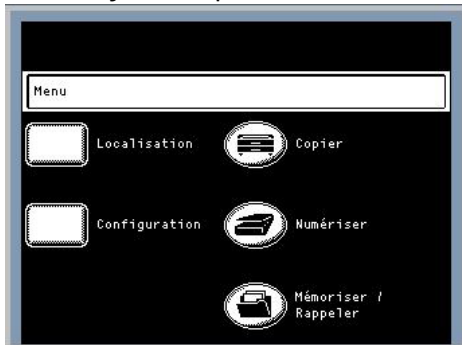 Menu
Localisation
Copier
Configuration
Numériser
Mémoriser /
Rappeler